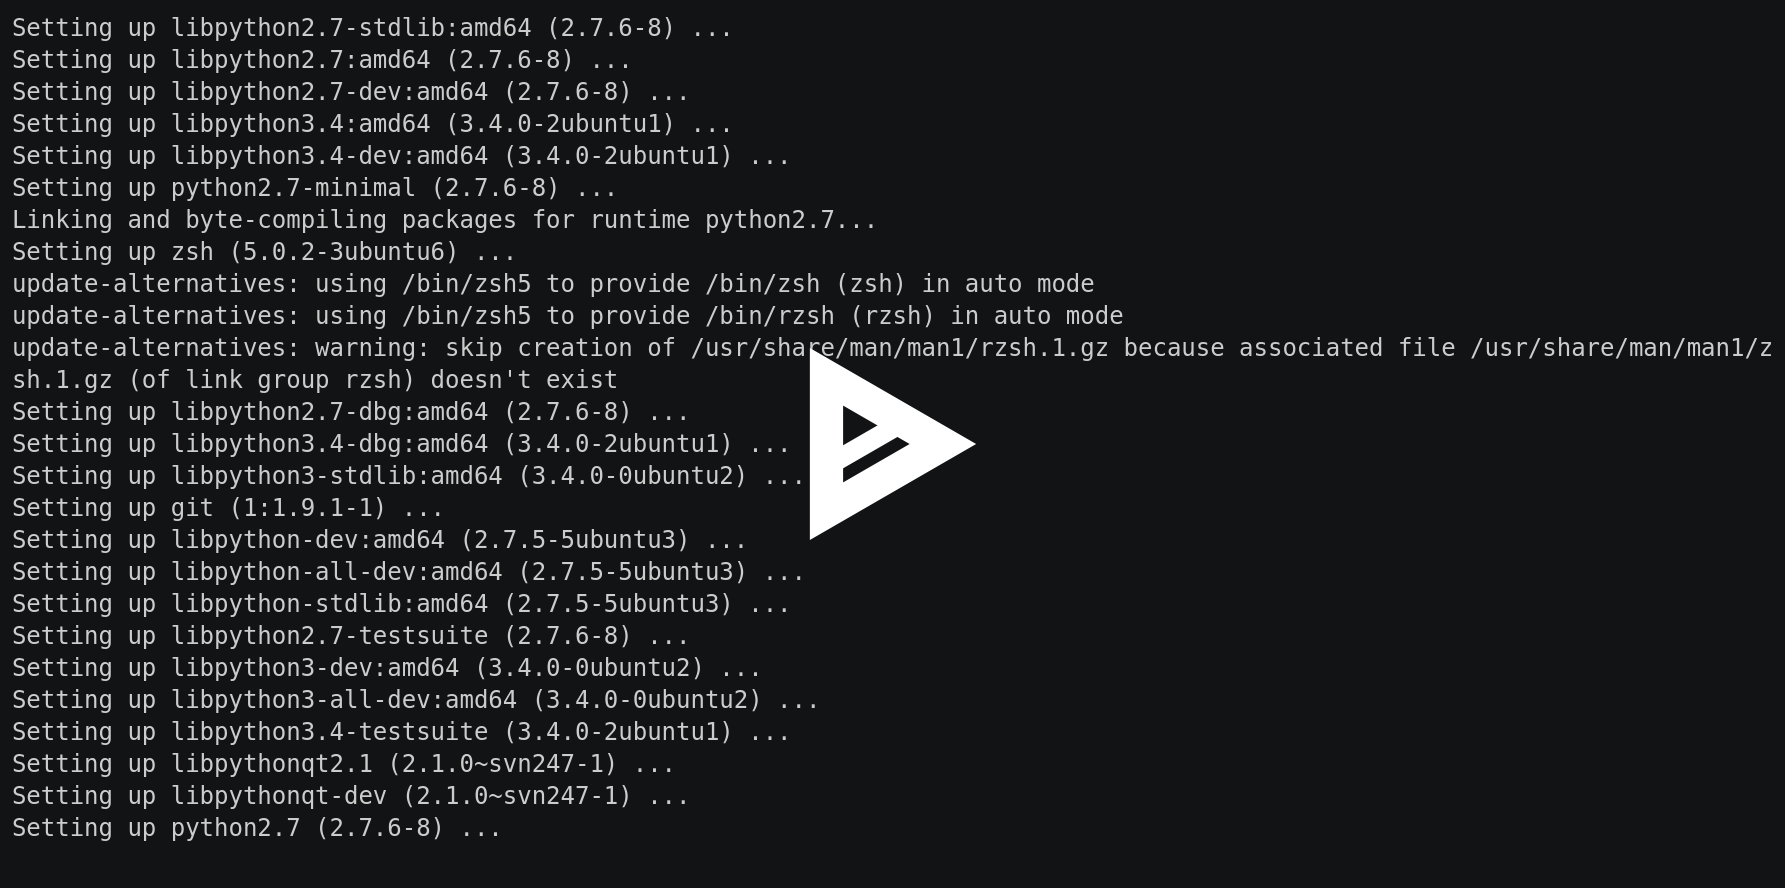 Setting up libpython2.7-stdlib:amd64 (2.7.6-8) ...
Setting up libpython2.7:amd64 (2.7.6-8) ...
Setting up libpython2.7-dev:amd64 (2.7.6-8) ...
Setting up libpython3.4:amd64 (3.4.0-2ubuntu1) ...
Setting up libpython3.4-dev:amd64 (3.4.0-2ubuntu1) ...
Setting up python2.7-minimal (2.7.6-8) ...
Linking and byte-compiling packages for runtime python2.7...
Setting up zsh (5.0.2-3ubuntu6) ...
update-alternatives: using /bin/zsh5 to provide /bin/zsh (zsh) in auto mode
update-alternatives: using /bin/zsh5 to provide /bin/rzsh (rzsh) in auto mode
update-alternatives: warning: skip creation of /usr/share/man/man1/rzsh.1.gz because associated file /usr/share/man/man1/z
sh.1.gz (of link group rzsh) doesn't exist
Setting up libpython2.7-dbg:amd64 (2.7.6-8) ...
Setting up libpython3.4-dbg:amd64 (3.4.0-2ubuntu1) ...
Setting up libpython3-stdlib:amd64 (3.4.0-0ubuntu2) ...
Setting up git (1:1.9.1-1) ...
Setting up libpython-dev:amd64 (2.7.5-5ubuntu3) ...
Setting up libpython-all-dev:amd64 (2.7.5-5ubuntu3) ...
Setting up libpython-stdlib:amd64 (2.7.5-5ubuntu3) ...
Setting up libpython2.7-testsuite (2.7.6-8) ...
Setting up libpython3-dev:amd64 (3.4.0-0ubuntu2) ...
Setting up libpython3-all-dev:amd64 (3.4.0-0ubuntu2) ...
Setting up libpython3.4-testsuite (3.4.0-2ubuntu1) ...
Setting up libpythonqt2.1 (2.1.0~svn247-1) ...
Setting up libpythonqt-dev (2.1.0~svn247-1) ...
Setting up python2.7 (2.7.6-8) ...